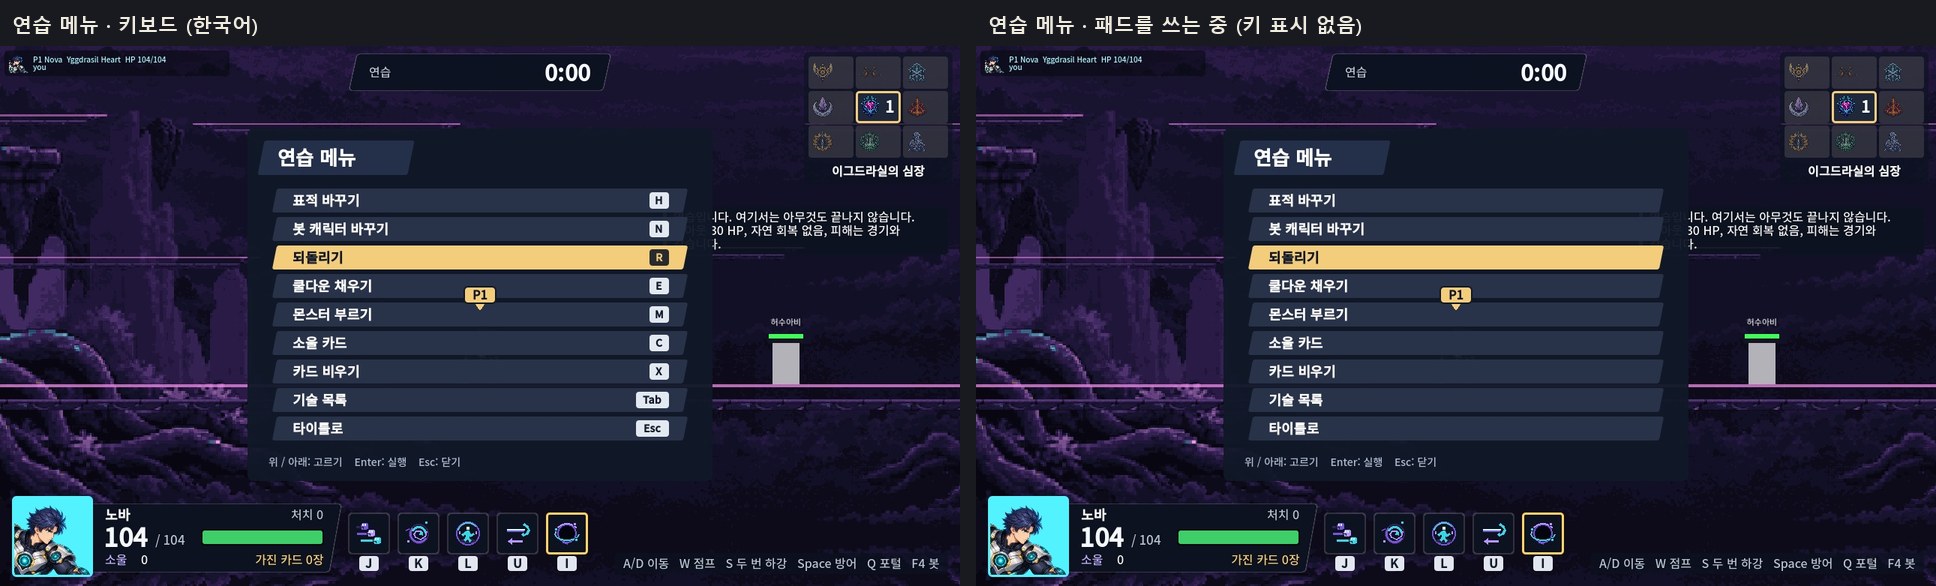 연습 메뉴 · 키보드 (한국어)
P1 Nova Yggdrasil Heart HP 104/104
you
연습 0:00
1
이그드라실의 심장
니다. 여기서는 아무것도 끝나지 않습니다.
30 HP, 자연 회복 없음, 피해는 경기와
다.
연습 메뉴
표적 바꾸기 H
봇 캐릭터 바꾸기 N
되돌리기 R
쿨다운 채우기 E
P1
몬스터 부르기 M
소울 카드 C
카드 비우기 X
기술 목록 Tab
타이틀로 Esc
위 / 아래: 고르기 Enter: 실행 Esc: 닫기
허수아비
노바 처치 0
104 / 104
소울 0 가진 카드 0장
J K L U I
A/D 이동 W 점프 S 두 번 하강 Space 방어 Q 포털 F4 봇
연습 메뉴 · 패드를 쓰는 중 (키 표시 없음)
P1 Nova Yggdrasil Heart HP 104/104
you
연습 0:00
1
이그드라실의 심장
니다. 여기서는 아무것도 끝나지 않습니다.
30 HP, 자연 회복 없음, 피해는 경기와
다.
연습 메뉴
표적 바꾸기
봇 캐릭터 바꾸기
되돌리기
쿨다운 채우기
P1
몬스터 부르기
소울 카드
카드 비우기
기술 목록
타이틀로
위 / 아래: 고르기 Enter: 실행 Esc: 닫기
허수아비
노바 처치 0
104 / 104
소울 0 가진 카드 0장
J K L U I
A/D 이동 W 점프 S 두 번 하강 Space 방어 Q 포털 F4 봇